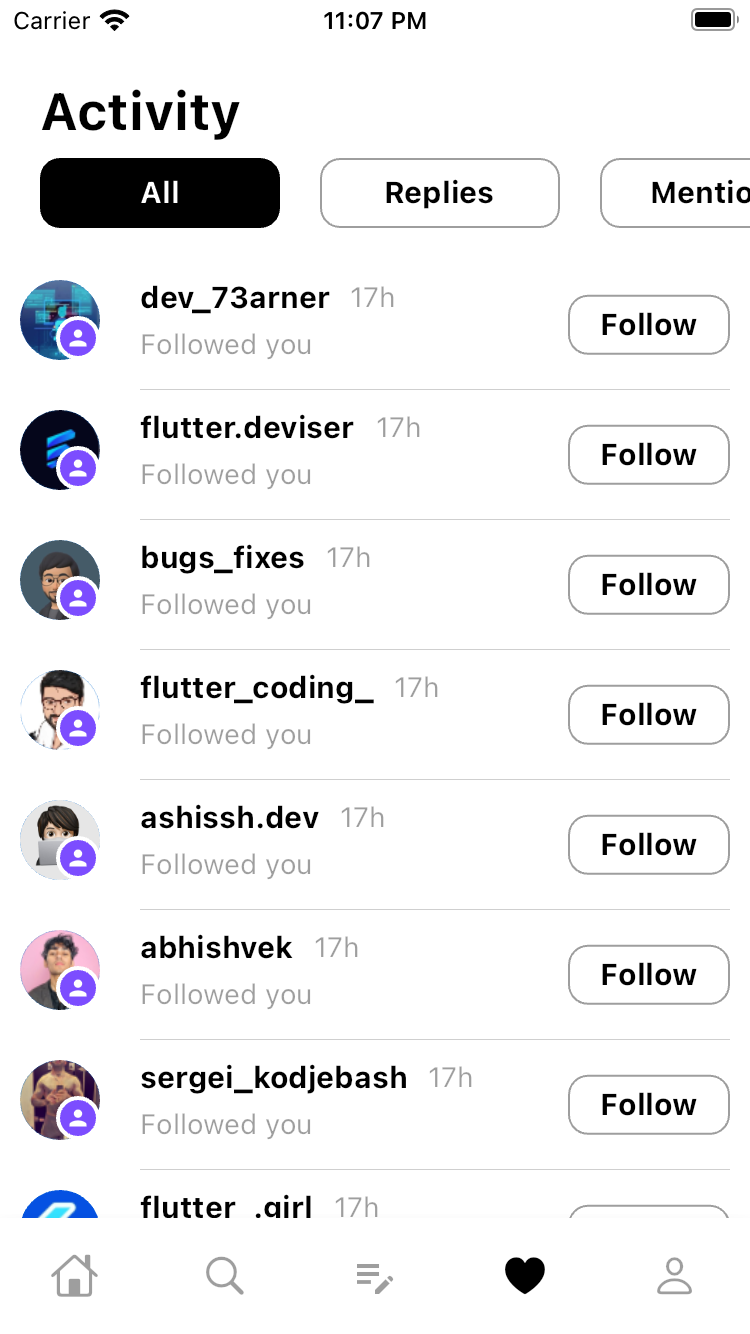 Carrier 11:07 PM
Activity
All Replies Mentio
dev_73arner 17h
Followed you
Follow
flutter.deviser 17h
Followed you
Follow
bugs_fixes 17h
Followed you
Follow
flutter_coding_ 17h
Followed you
Follow
ashissh.dev 17h
Followed you
Follow
abhishvek 17h
Followed you
Follow
sergei_kodjebash 17h
Followed you
Follow
flutter_.girl 17h